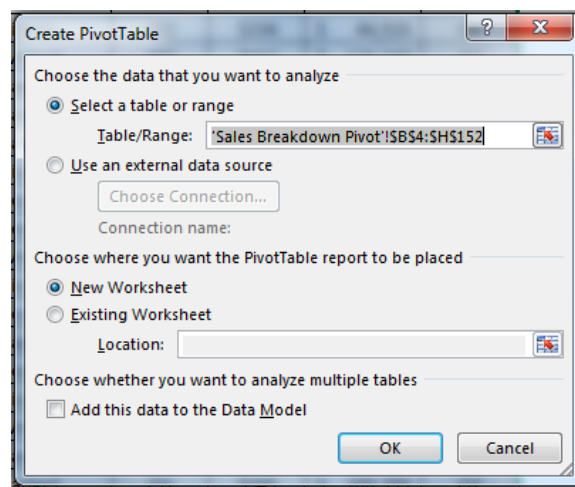 Create PivotTable
?
Choose the data that you want to analyze
Select a table or range
Table/Range: 'Sales Breakdown Pivot'!$B$4:$H$152
Use an external data source
Choose Connection...
Connection name:
Choose where you want the PivotTable report to be placed
New Worksheet
Existing Worksheet
Location:
Choose whether you want to analyze multiple tables
Add this data to the Data Model
OK Cancel